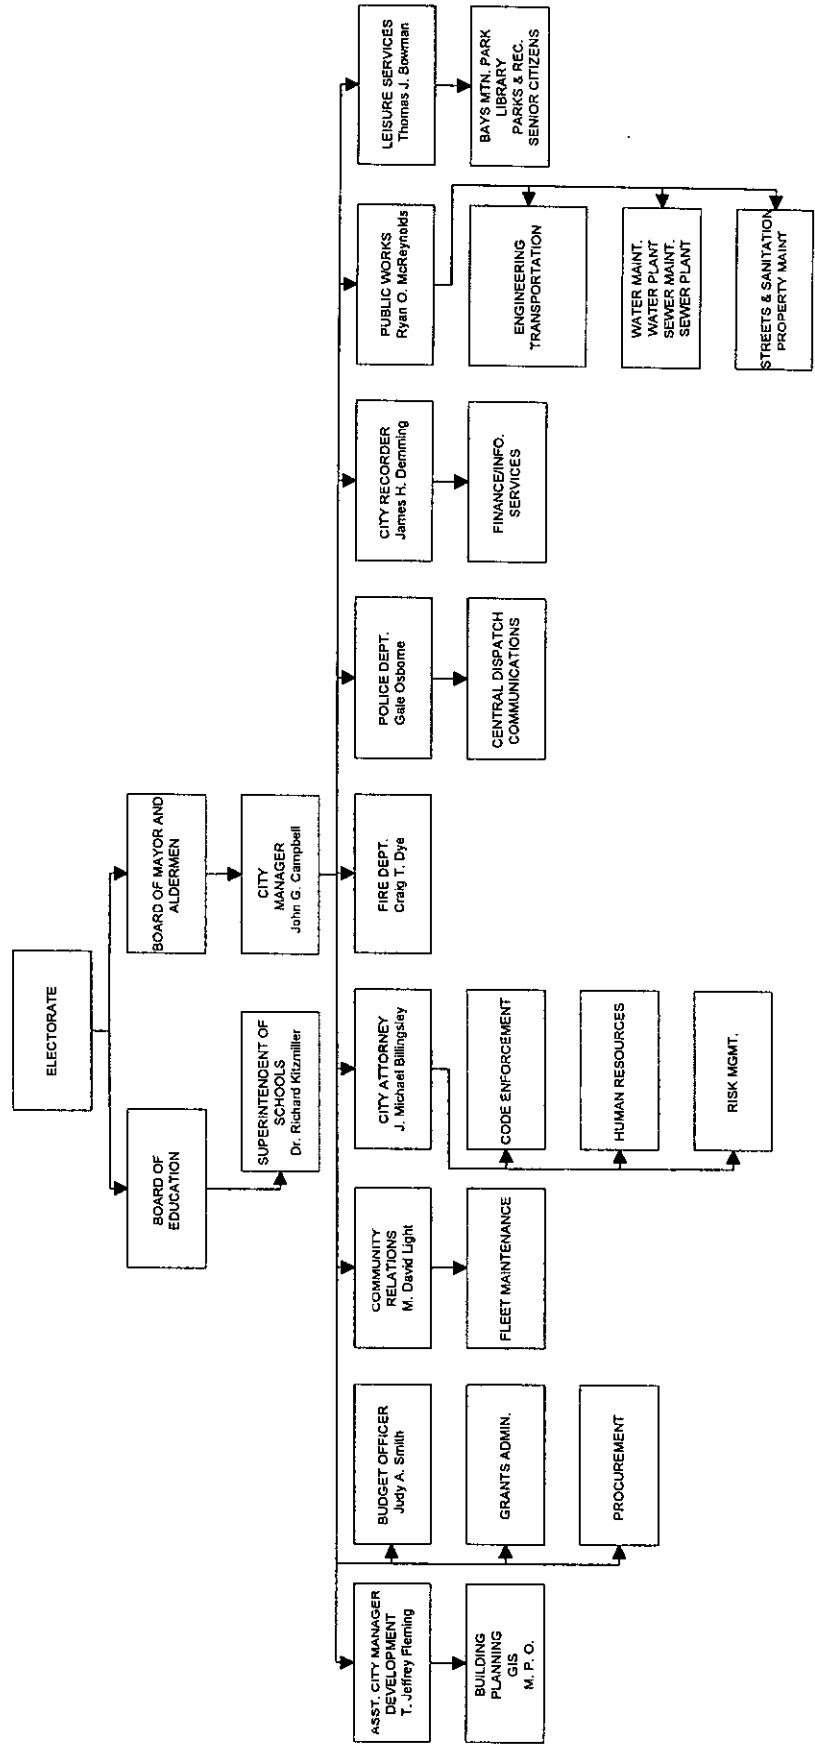 ELECTORATE
BOARD OF
EDUCATION
BOARD OF MAYOR AND
ALDERMEN
SUPERINTENDENT OF
SCHOOLS
Dr. Richard Kitzmiller
CITY
MANAGER
John G. Campbell
ASST. CITY MANAGER
DEVELOPMENT
T. Jeffrey Fleming
BUDGET OFFICER
Judy A. Smith
COMMUNITY
RELATIONS
M. David Light
CITY ATTORNEY
J. Michael Billingsley
FIRE DEPT.
Craig T. Dye
POLICE DEPT.
Gale Osborne
CITY RECORDER
James H. Demming
PUBLIC WORKS
Ryan O. McReynolds
LEISURE SERVICES
Thomas J. Bowman
BUILDING
PLANNING
GIS
M. P. O.
GRANTS ADMIN.
FLEET MAINTENANCE
CODE ENFORCEMENT
CENTRAL DISPATCH
COMMUNICATIONS
FINANCE/INFO.
SERVICES
ENGINEERING
TRANSPORTATION
BAYS MTN. PARK
LIBRARY
PARKS & REC.
SENIOR CITIZENS
PROCUREMENT
HUMAN RESOURCES
WATER MAINT.
WATER PLANT
SEWER MAINT.
SEWER PLANT
RISK MGMT.
STREETS & SANITATION
PROPERTY MAINT